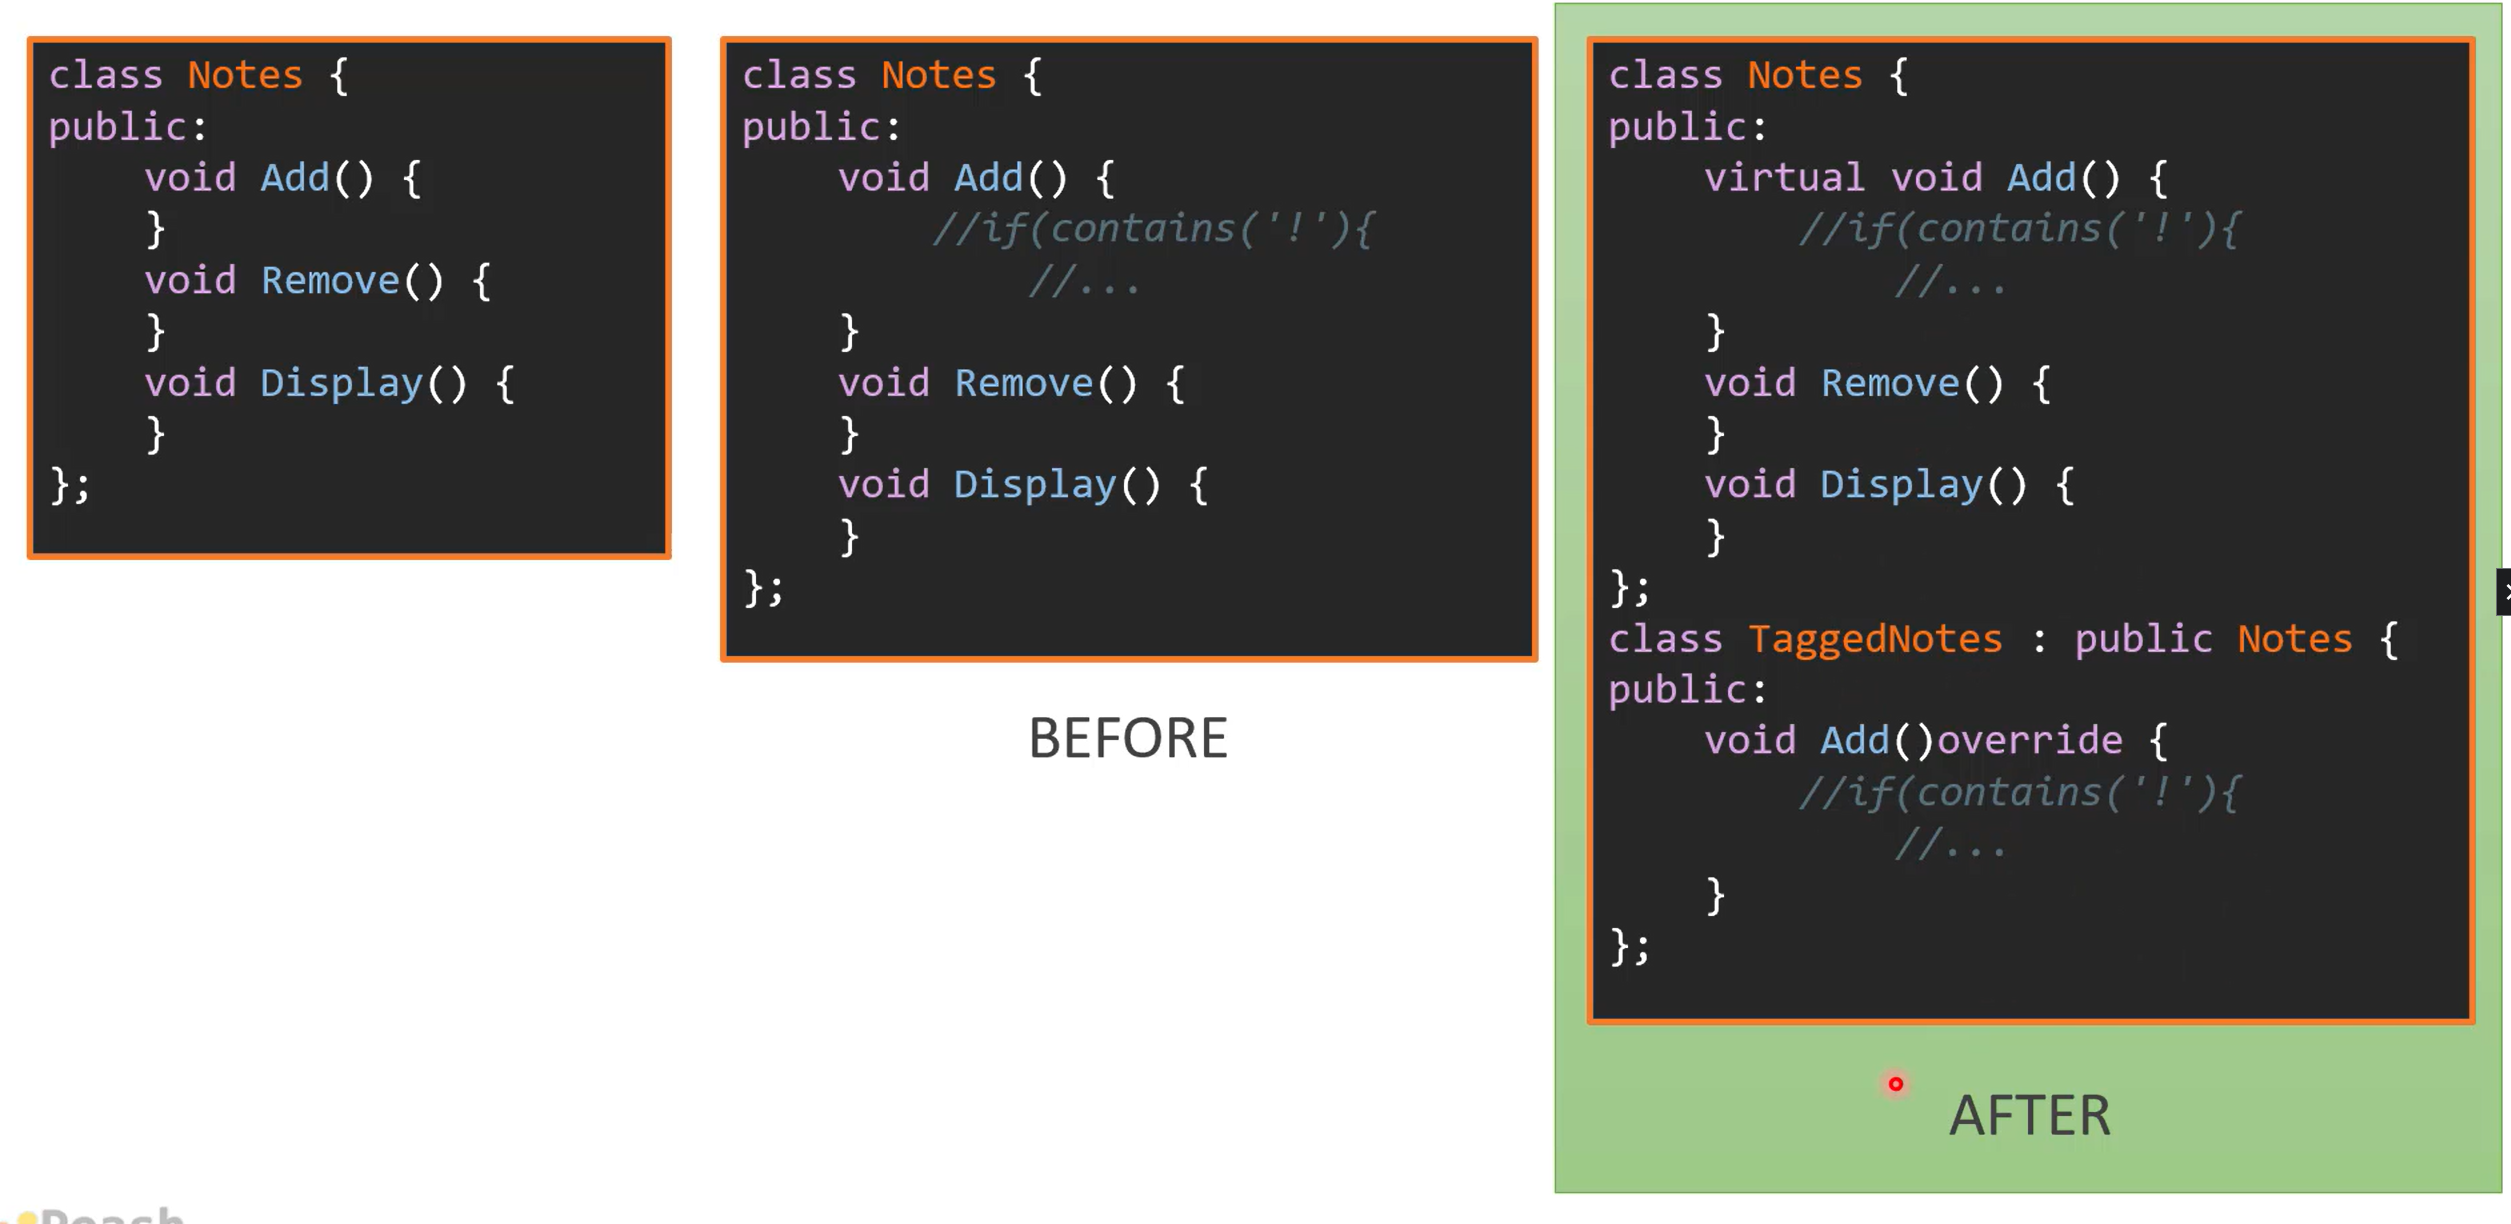 class Notes {
public:
    void Add() {
    }
    void Remove() {
    }
    void Display() {
    }
};
class Notes {
public:
    void Add() {
        //if(contains('!'){
            //...
    }
    void Remove() {
    }
    void Display() {
    }
};
BEFORE
class Notes {
public:
    virtual void Add() {
        //if(contains('!'){
            //...
    }
    void Remove() {
    }
    void Display() {
    }
};
class TaggedNotes : public Notes {
public:
    void Add()override {
        //if(contains('!'){
            //...
    }
};
AFTER